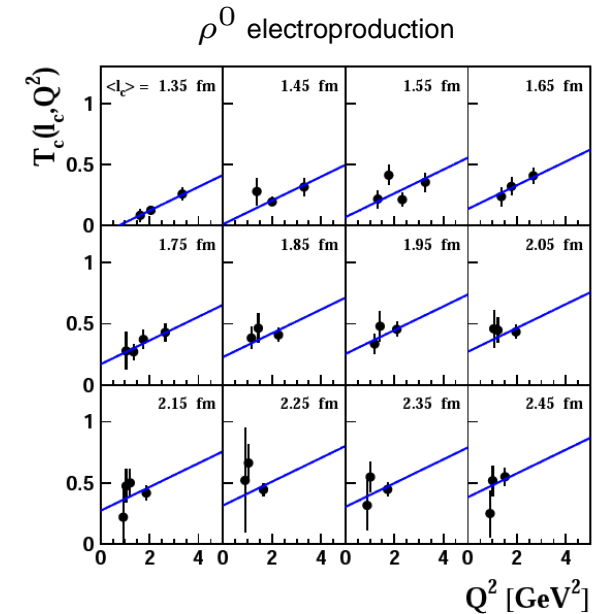 ρ⁰ electroproduction
T_c(l_c,Q²)
<l_c> = 1.35 fm 1.45 fm 1.55 fm 1.65 fm
1
0.5
0
1.75 fm 1.85 fm 1.95 fm 2.05 fm
1
0.5
0
2.15 fm 2.25 fm 2.35 fm 2.45 fm
1
0.5
0
0 2 4 0 2 4 0 2 4 0 2 4
Q² [GeV²]